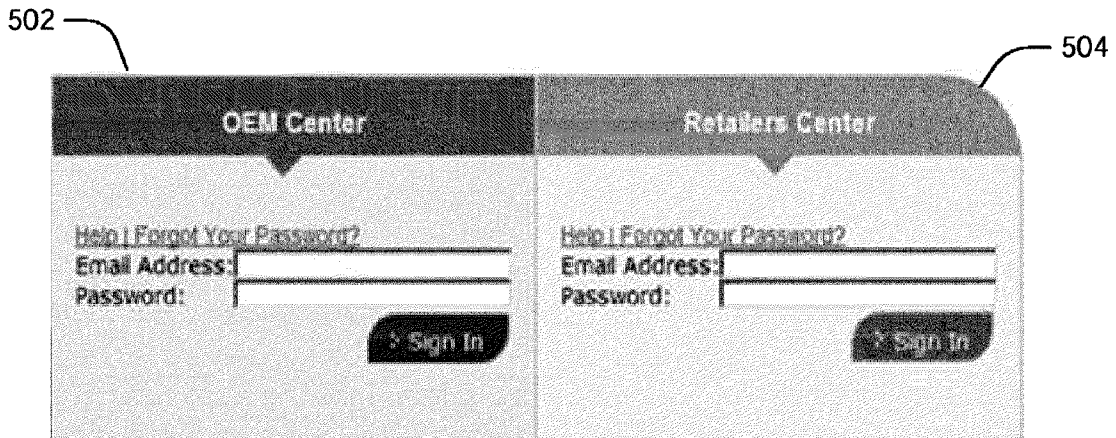 502
504
OEM Center
Retailers Center
Help | Forgot Your Password?
Email Address:
Password:
> Sign In
Help | Forgot Your Password?
Email Address:
Password:
> Sign In